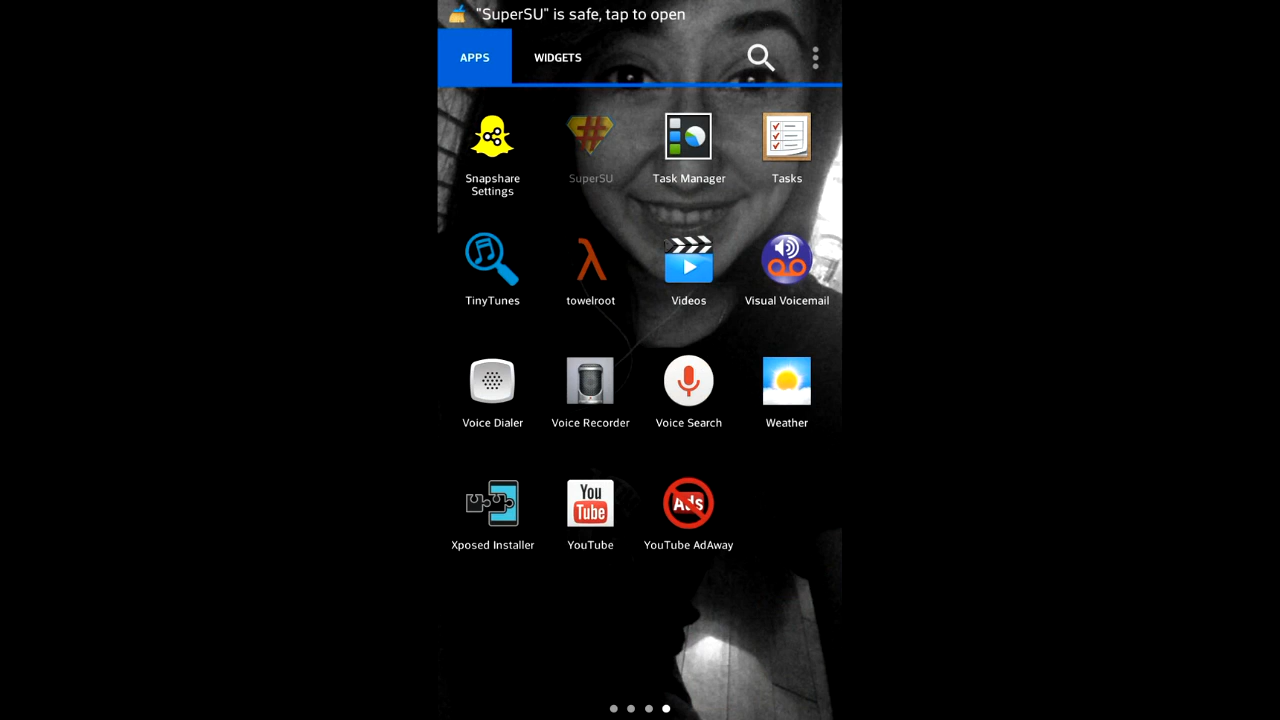 "SuperSU" is safe, tap to open
APPS WIDGETS
Snapshare Settings
SuperSU
Task Manager
Tasks
TinyTunes
towelroot
Videos
Visual Voicemail
Voice Dialer
Voice Recorder
Voice Search
Weather
You
Tube
Ads
Xposed Installer
YouTube
YouTube AdAway